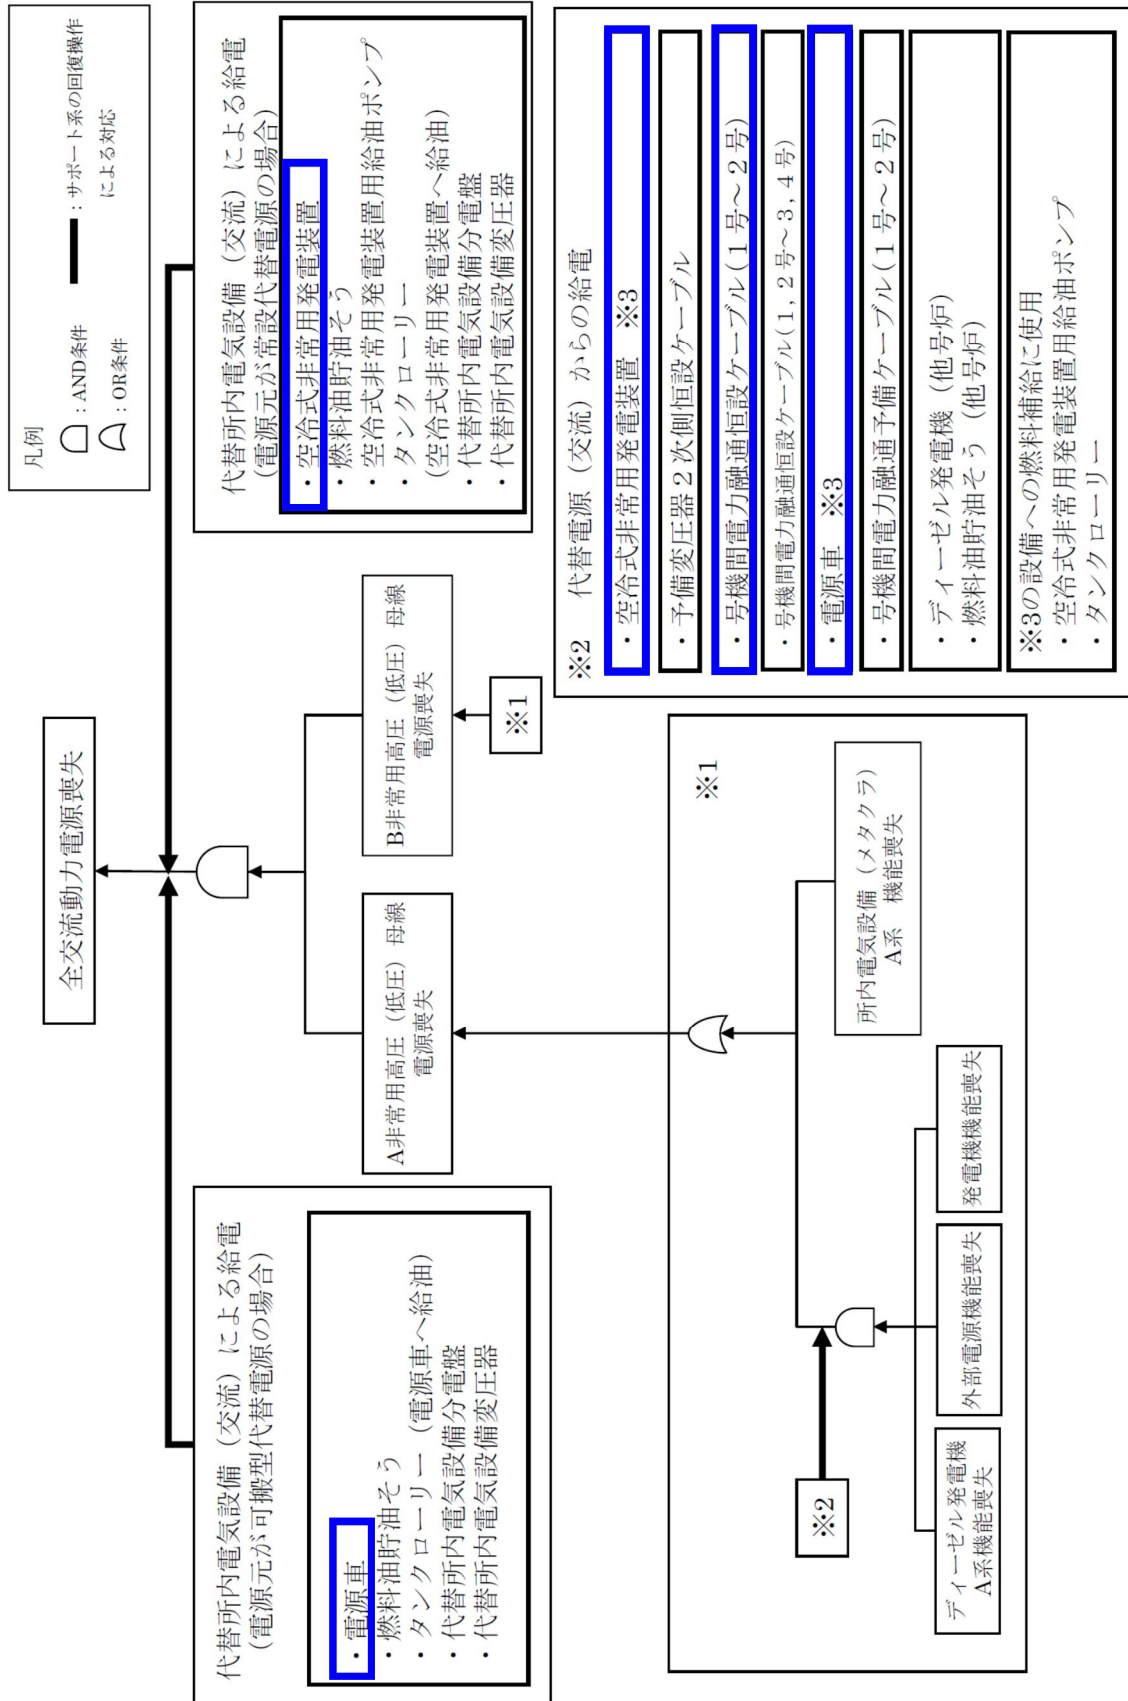 全交流動力電源喪失
凡例
：AND条件
：OR条件
：サポート系の回復操作
による対応
代替所内電気設備（交流）による給電
（電源元が可搬型代替電源の場合）
・電源車
・燃料油貯油そう
・タンクローリー（電源車へ給油）
・代替所内電気設備分電盤
・代替所内電気設備変圧器
A非常用高圧（低圧）母線
電源喪失
B非常用高圧（低圧）母線
電源喪失
※1
代替所内電気設備（交流）による給電
（電源元が常設代替電源の場合）
・空冷式非常用発電装置
・燃料油貯油そう
・空冷式非常用発電装置用給油ポンプ
・タンクローリー
（空冷式非常用発電装置へ給油）
・代替所内電気設備分電盤
・代替所内電気設備変圧器
※1
※2
所内電気設備（メタクラ）
A系　機能喪失
ディーゼル発電機
A系機能喪失
外部電源機能喪失
発電機機能喪失
※2　代替電源（交流）からの給電
・空冷式非常用発電装置　※3
・予備変圧器２次側恒設ケーブル
・号機間電力融通恒設ケーブル(１号～２号)
・号機間電力融通恒設ケーブル(１,２号～３,４号)
・電源車　※3
・号機間電力融通予備ケーブル(１号～２号)
・ディーゼル発電機（他号炉）
・燃料油貯油そう（他号炉）
※3の設備への燃料補給に使用
・空冷式非常用発電装置用給油ポンプ
・タンクローリー